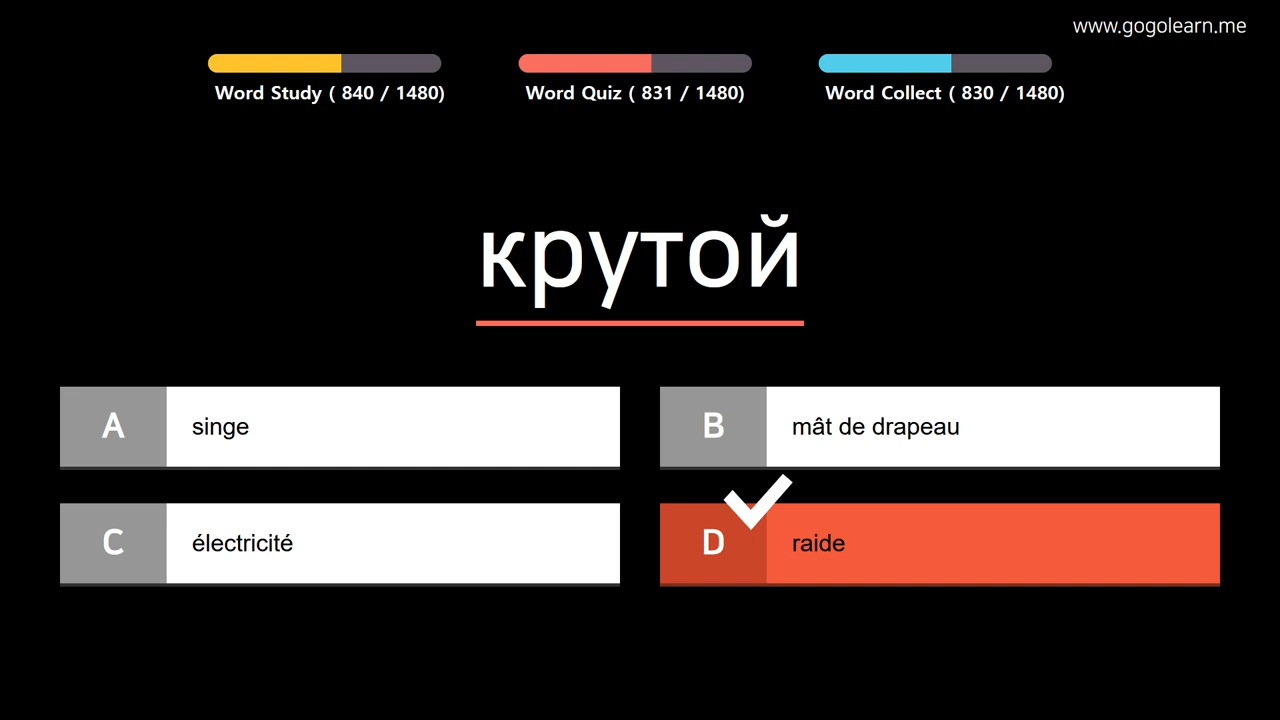 www.gogolearn.me
Word Study ( 840 / 1480)
Word Quiz ( 831 / 1480)
Word Collect ( 830 / 1480)
крутой
A singe
B mât de drapeau
C électricité
D raide